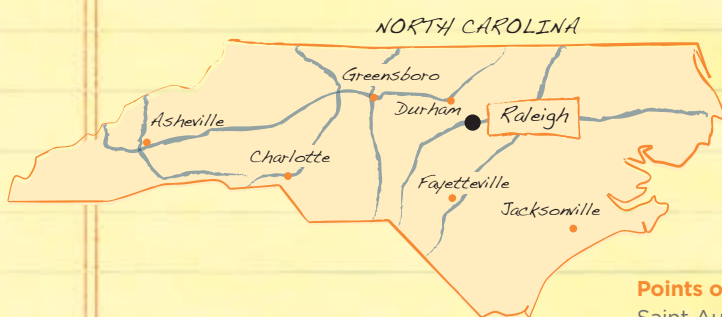 NORTH CAROLINA
Greensboro
Durham
Raleigh
Asheville
Charlotte
Fayetteville
Jacksonville
Points